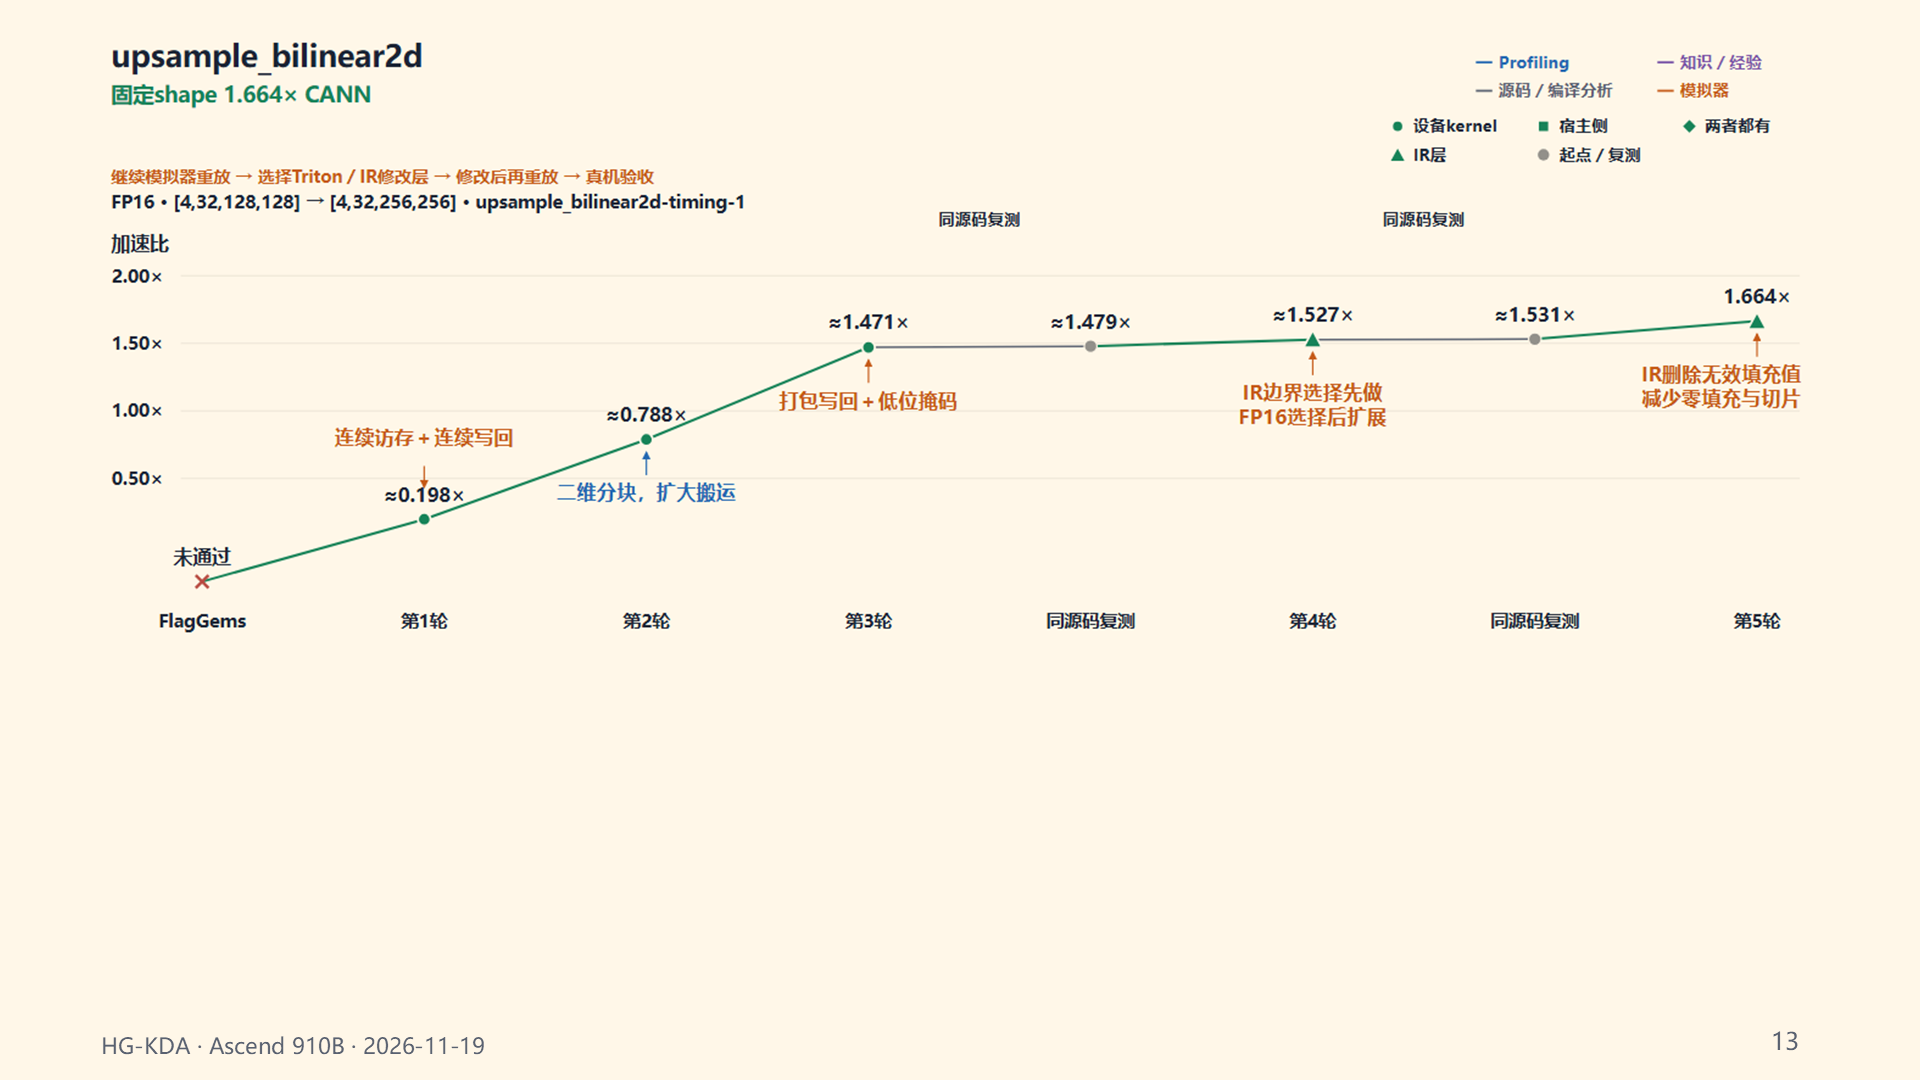 upsample_bilinear2d
固定shape 1.664× CANN
Profiling
知识 / 经验
源码 / 编译分析
模拟器
设备kernel
宿主侧
两者都有
IR层
起点 / 复测
继续模拟器重放 → 选择Triton / IR修改层 → 修改后再重放 → 真机验收
FP16 • [4,32,128,128] → [4,32,256,256] • upsample_bilinear2d-timing-1
同源码复测
同源码复测
加速比
2.00×
1.50×
1.00×
0.50×
未通过
≈0.198×
≈0.788×
≈1.471×
≈1.479×
≈1.527×
≈1.531×
1.664×
连续访存 + 连续写回
二维分块，扩大搬运
打包写回 + 低位掩码
IR边界选择先做
FP16选择后扩展
IR删除无效填充值
减少零填充与切片
FlagGems
第1轮
第2轮
第3轮
同源码复测
第4轮
同源码复测
第5轮
HG-KDA · Ascend 910B · 2026-11-19
13